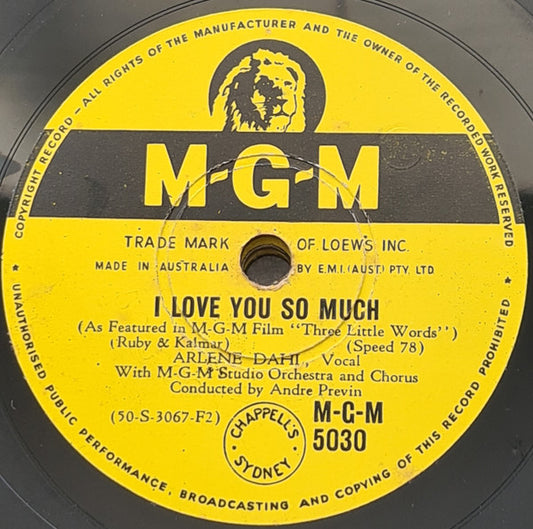 COPYRIGHT RECORD — ALL RIGHTS OF THE MANUFACTURER AND THE OWNER OF THE RECORDED WORK RESERVED
M-G-M
TRADE MARK OF LOEWS INC.
MADE IN AUSTRALIA BY E.M.I. (AUST) PTY. LTD
I LOVE YOU SO MUCH
(As Featured in M-G-M Film "Three Little Words")
(Ruby & Kalmar) (Speed 78)
ARLENE DAHL, Vocal
With M-G-M Studio Orchestra and Chorus
Conducted by Andre Previn
(50-S-3067-F2)
CHAPPELL'S SYDNEY
M-G-M
5030
* UNAUTHORISED PUBLIC PERFORMANCE, BROADCASTING AND COPYING OF THIS RECORD PROHIBITED *